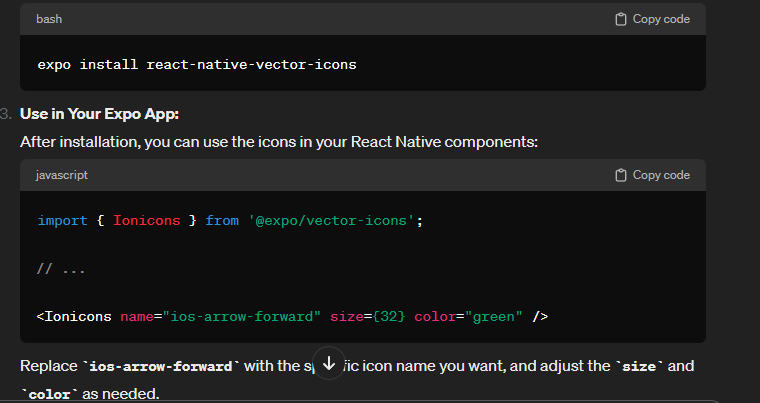 bash
Copy code
expo install react-native-vector-icons
3. Use in Your Expo App:
After installation, you can use the icons in your React Native components:
javascript
Copy code
import { Ionicons } from '@expo/vector-icons';
// ...
<Ionicons name="ios-arrow-forward" size={32} color="green" />
Replace `ios-arrow-forward` with the icon name you want, and adjust the `size` and
`color` as needed.